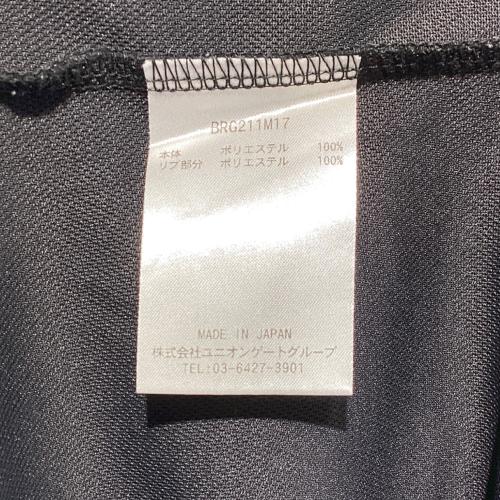 BRG211M17
本体 ポリエステル 100%
リブ部分 ポリエステル 100%
MADE IN JAPAN
株式会社ユニオンゲートグループ
TEL:03-6427-3901